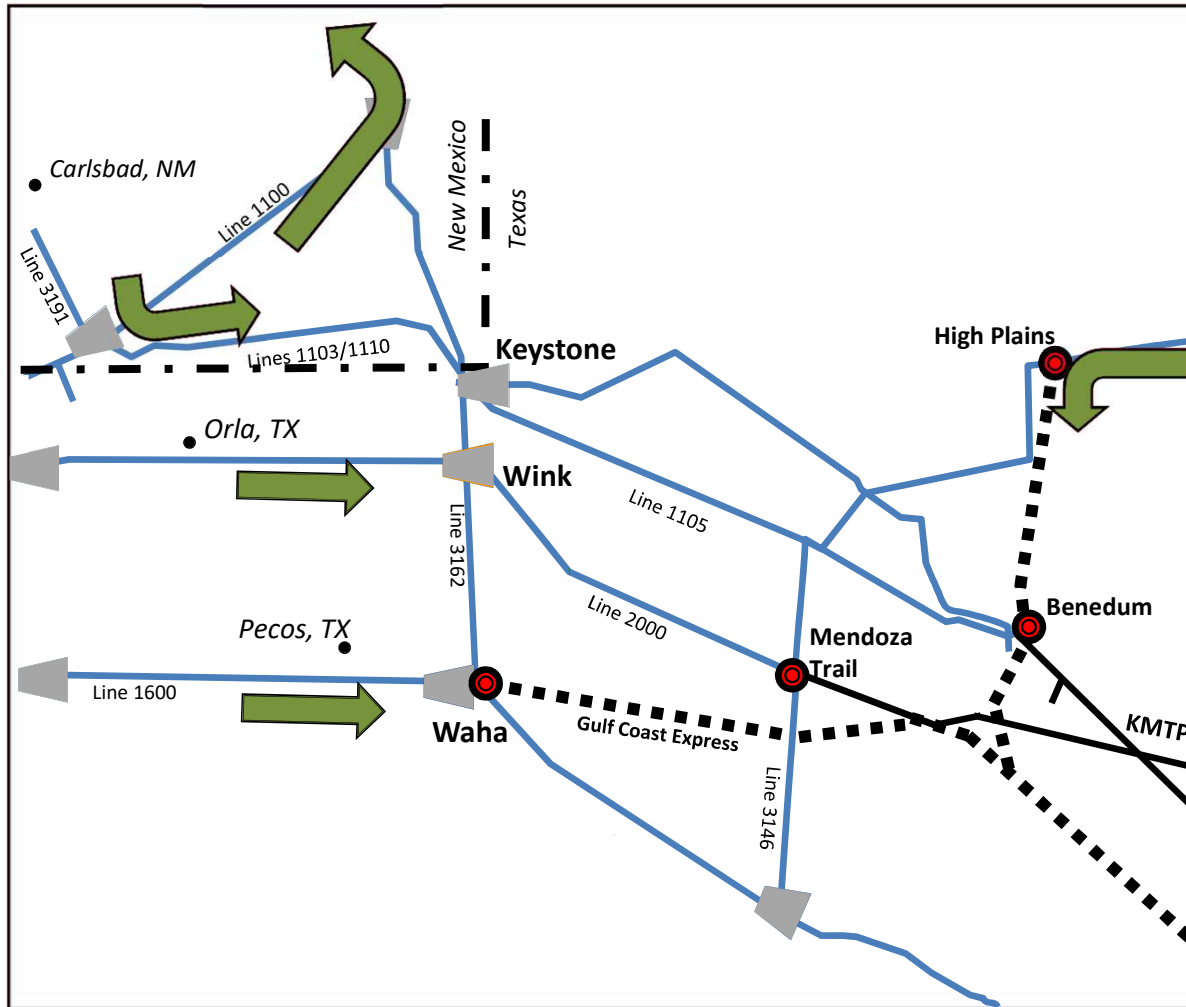 Carlsbad, NM
Line 1100
New Mexico
Texas
Line 3191
Lines 1103/1110
Keystone
High Plains
Orla, TX
Wink
Line 1105
Line 3162
Line 2000
Benedum
Pecos, TX
Mendoza
Trail
Line 1600
Waha
Gulf Coast Express
KMTP
Line 3146